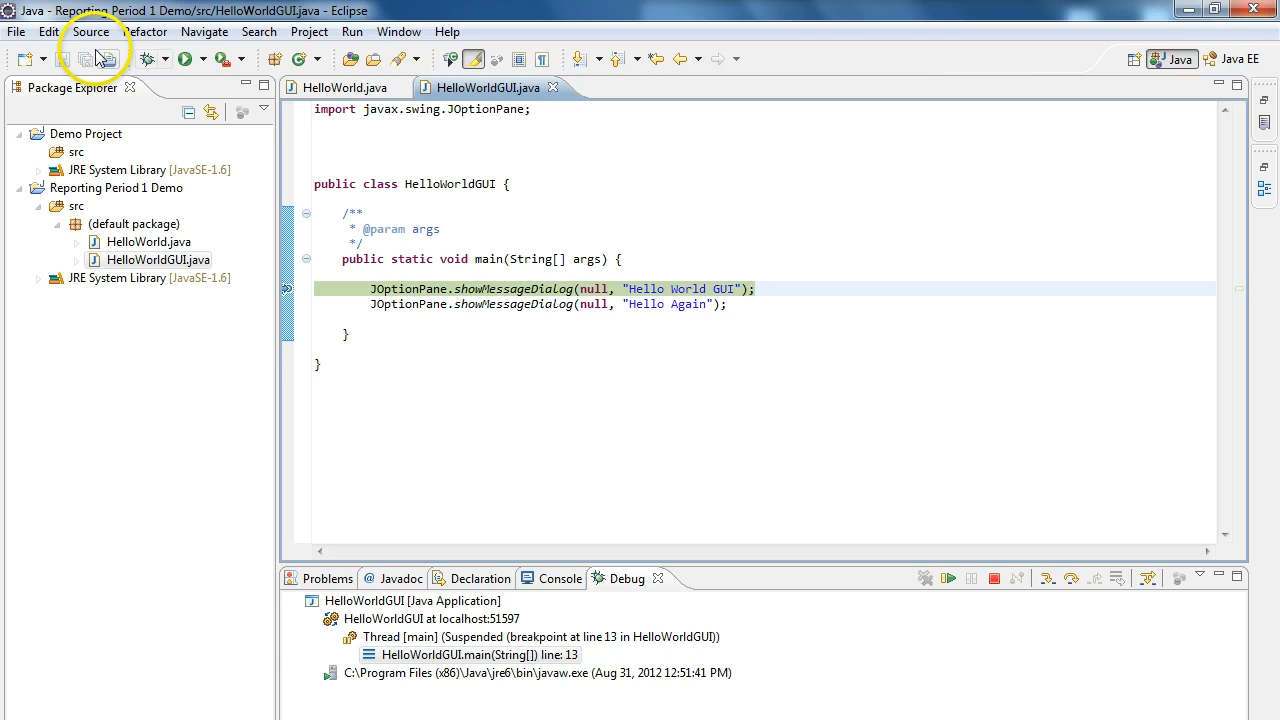 Java - Reporting Period 1 Demo/src/HelloWorldGUI.java - Eclipse
File Edit Source Refactor Navigate Search Project Run Window Help
Java Java EE
Package Explorer
HelloWorld.java HelloWorldGUI.java
Demo Project
src
JRE System Library [JavaSE-1.6]
Reporting Period 1 Demo
src
(default package)
HelloWorld.java
HelloWorldGUI.java
JRE System Library [JavaSE-1.6]
import javax.swing.JOptionPane;
public class HelloWorldGUI {
/**
* @param args
*/
public static void main(String[] args) {
JOptionPane.showMessageDialog(null, "Hello World GUI");
JOptionPane.showMessageDialog(null, "Hello Again");
}
}
Problems @ Javadoc Declaration Console Debug
HelloWorldGUI [Java Application]
HelloWorldGUI at localhost:51597
Thread [main] (Suspended (breakpoint at line 13 in HelloWorldGUI))
HelloWorldGUI.main(String[]) line: 13
C:\Program Files (x86)\Java\jre6\bin\javaw.exe (Aug 31, 2012 12:51:41 PM)